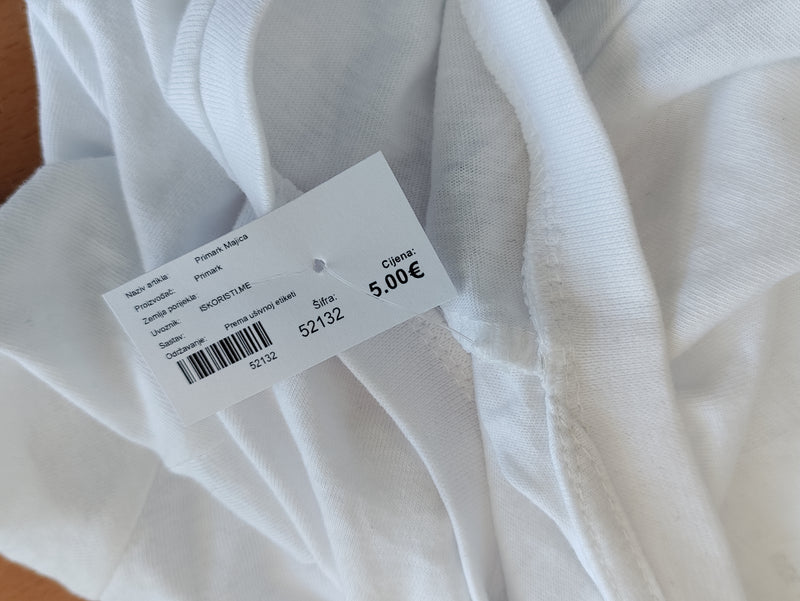 Naziv artikla: Primark Majica
Proizvođač: Primark
Zemlja porijekla:
Uvoznik: ISKORISTI.ME
Sastav:
Održavanje: Prema ušivnoj etiketi
52132
Šifra:
52132
Cijena:
5.00€